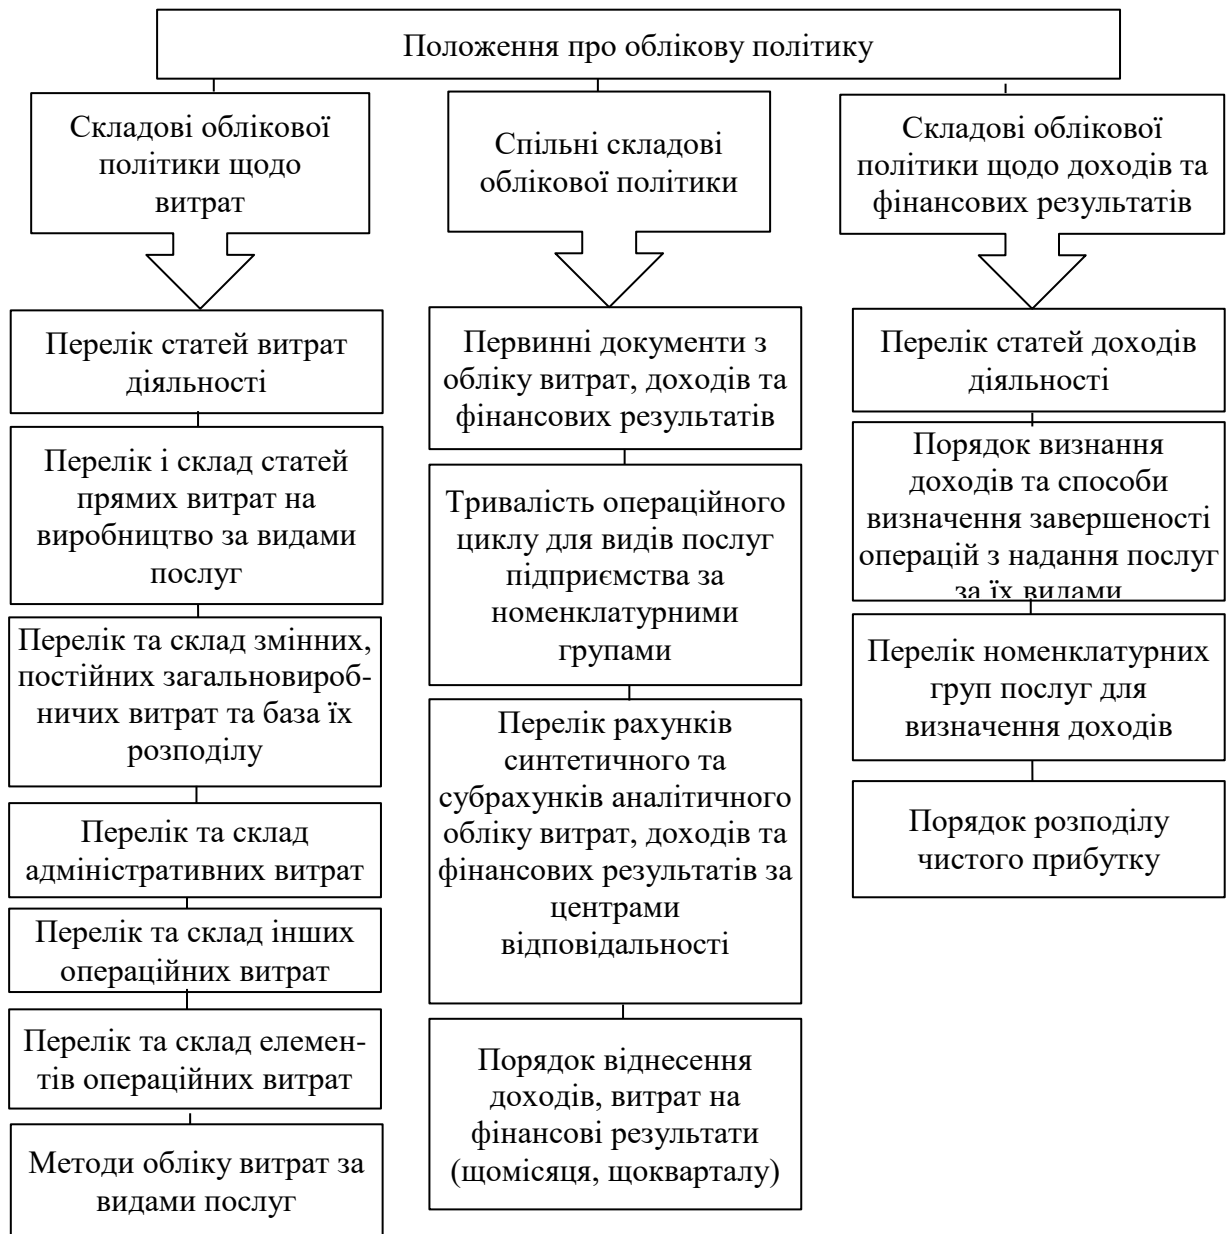 Положення про облікову політику
Складові облікової
політики щодо
витрат
Спільні складові
облікової політики
Складові облікової
політики щодо доходів та
фінансових результатів
Перелік статей витрат
діяльності
Перелік і склад статей
прямих витрат на
виробництво за видами
послуг
Перелік та склад змінних,
постійних загальновироб-
ничих витрат та база їх
розподілу
Перелік та склад
адміністративних витрат
Перелік та склад інших
операційних витрат
Перелік та склад елемен-
тів операційних витрат
Методи обліку витрат за
видами послуг
Первинні документи з
обліку витрат, доходів та
фінансових результатів
Тривалість операційного
циклу для видів послуг
підприємства за
номенклатурними
групами
Перелік рахунків
синтетичного та
субрахунків аналітичного
обліку витрат, доходів та
фінансових результатів за
центрами
відповідальності
Порядок віднесення
доходів, витрат на
фінансові результати
(щомісяця, щокварталу)
Перелік статей доходів
діяльності
Порядок визнання
доходів та способи
визначення завершеності
операцій з надання послуг
за їх видами
Перелік номенклатурних
груп послуг для
визначення доходів
Порядок розподілу
чистого прибутку